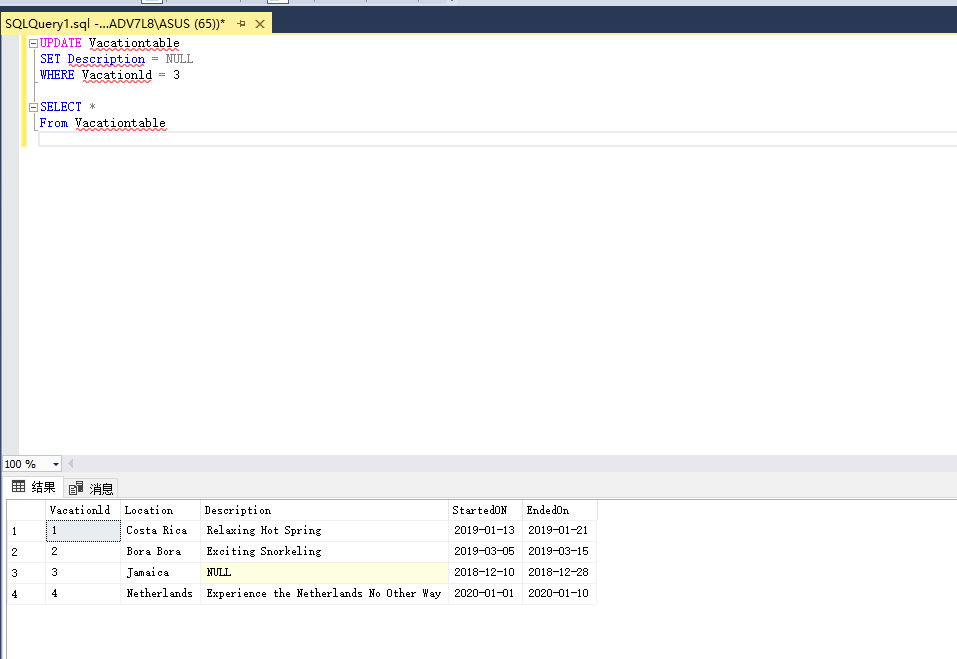 SQLQuery1.sql -...ADV7L8\ASUS (65))*
UPDATE Vacationtable
SET Description = NULL
WHERE Vacationld = 3
SELECT *
From Vacationtable
100 %
结果 消息
Vacationld Location Description StartedON EndedOn
1 1 Costa Rica Relaxing Hot Spring 2019-01-13 2019-01-21
2 2 Bora Bora Exciting Snorkeling 2019-03-05 2019-03-15
3 3 Jamaica NULL 2018-12-10 2018-12-28
4 4 Netherlands Experience the Netherlands No Other Way 2020-01-01 2020-01-10